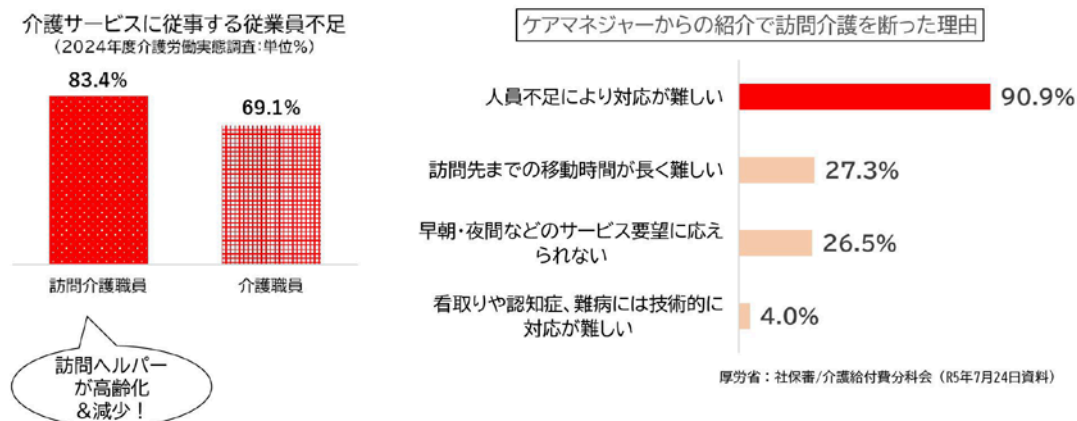 介護サービスに従事する従業員不足
(2024年度介護労働実態調査:単位%)
83.4%
69.1%
訪問介護職員
介護職員
訪問ヘルパー
が高齢化
&減少!
ケアマネジャーからの紹介で訪問介護を断った理由
人員不足により対応が難しい
90.9%
訪問先までの移動時間が長く難しい
27.3%
早朝・夜間などのサービス要望に応え
られない
26.5%
看取りや認知症、難病には技術的に
対応が難しい
4.0%
厚労省:社保審/介護給付費分科会(R5年7月24日資料)